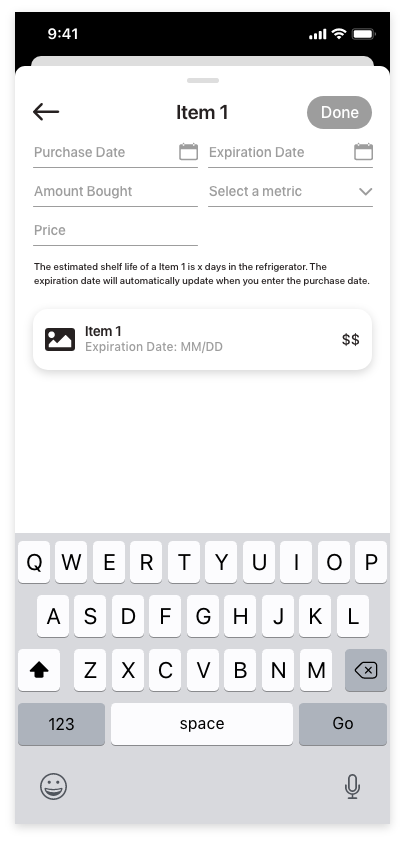 9:41
Item 1
Done
Purchase Date
Expiration Date
Amount Bought
Select a metric
Price
The estimated shelf life of a Item 1 is x days in the refrigerator. The
expiration date will automatically update when you enter the purchase date.
Item 1
Expiration Date: MM/DD
$$
Q W E R T Y U I O P
A S D F G H J K L
Z X C V B N M
123 space Go